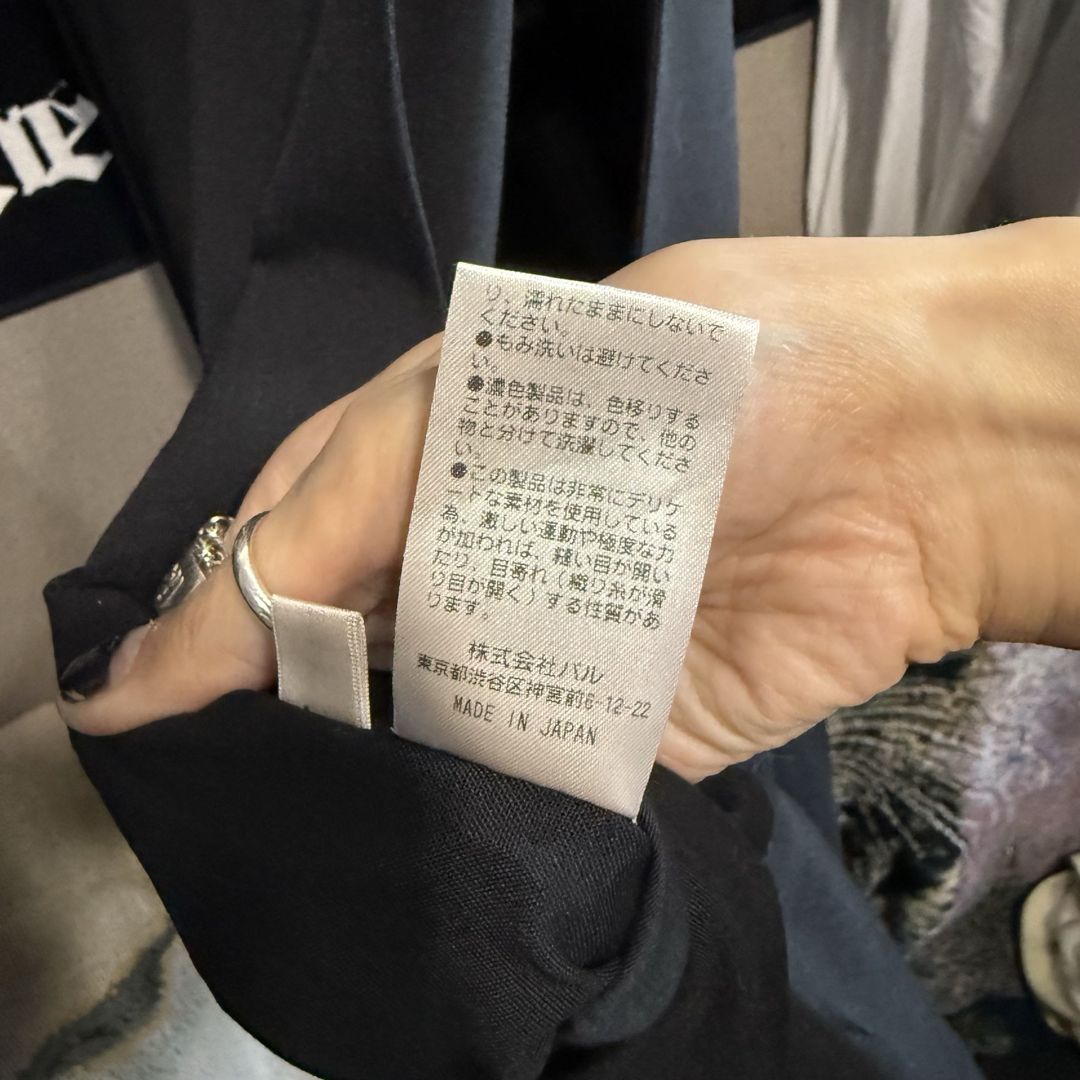 り、濡れたままにしないで
ください。
●もみ洗いは避けてくださ
い。
●濃色製品は、色移りする
ことがありますので、他の
物と分けて洗濯してくださ
い。
●この製品は非常にデリケ
ートな素材を使用している
為、激しい運動や極度な力
が加われば、縫い目が開い
たり、目寄れ（織り糸が滑
り目が開く）する性質があ
ります。
株式会社パル
東京都渋谷区神宮前6-12-22
MADE IN JAPAN